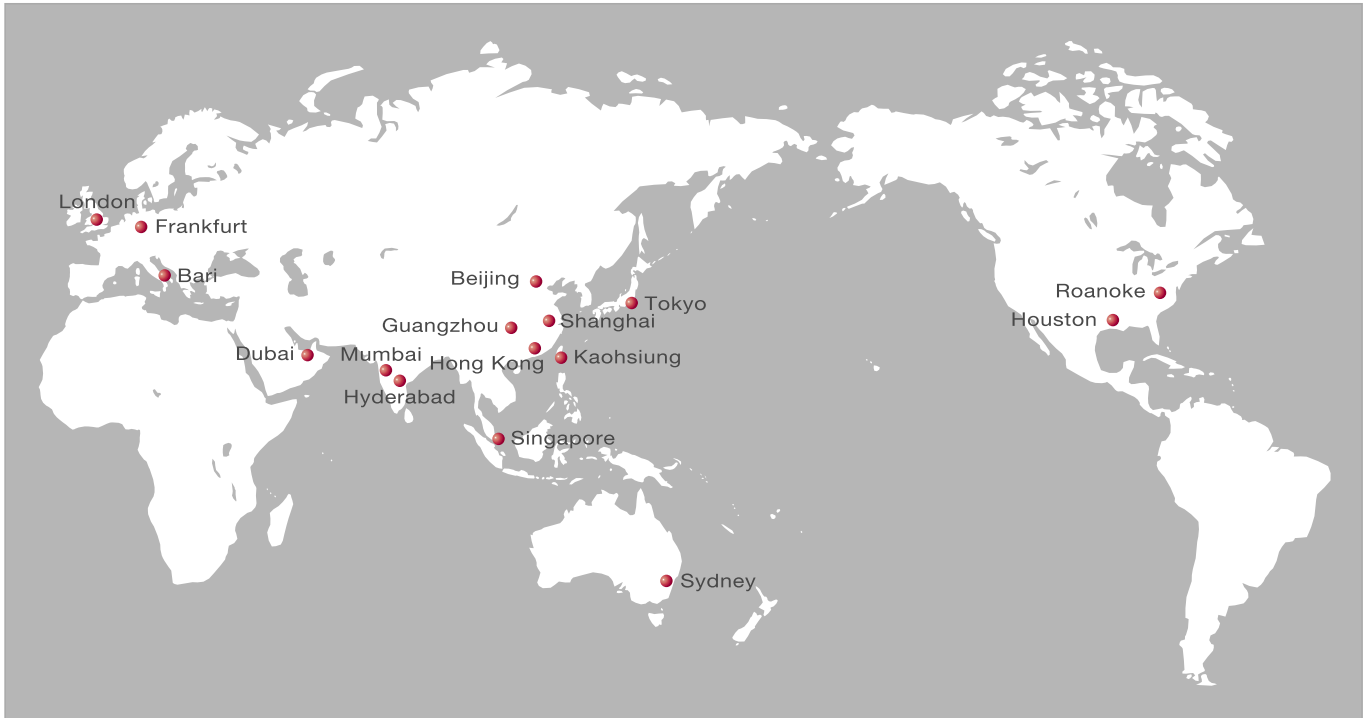 London
Frankfurt
Bari
Beijing
Roanoke
Tokyo
Houston
Shanghai
Guangzhou
Dubai
Mumbai
Kaohsiung
Hong Kong
Hyderabad
Singapore
Sydney